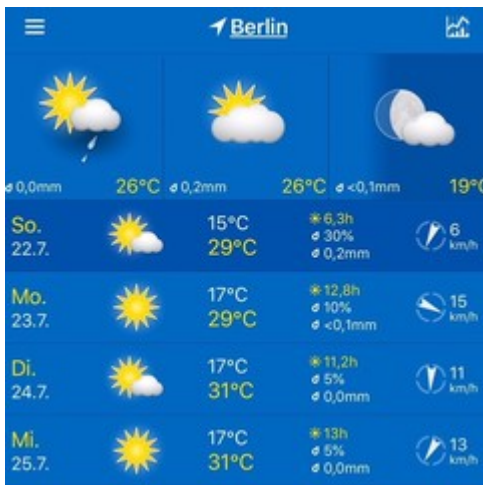 Berlin
0,0mm 26°C 0,2mm 26°C <0,1mm 19°
So. 15°C 6,3h 6
22.7. 29°C 30% km/h
0,2mm
Mo. 17°C 12,8h 15
23.7. 29°C 10% km/h
<0,1mm
Di. 17°C 11,2h 11
24.7. 31°C 5% km/h
0,0mm
Mi. 17°C 13h 13
25.7. 31°C 5% km/h
0,0mm